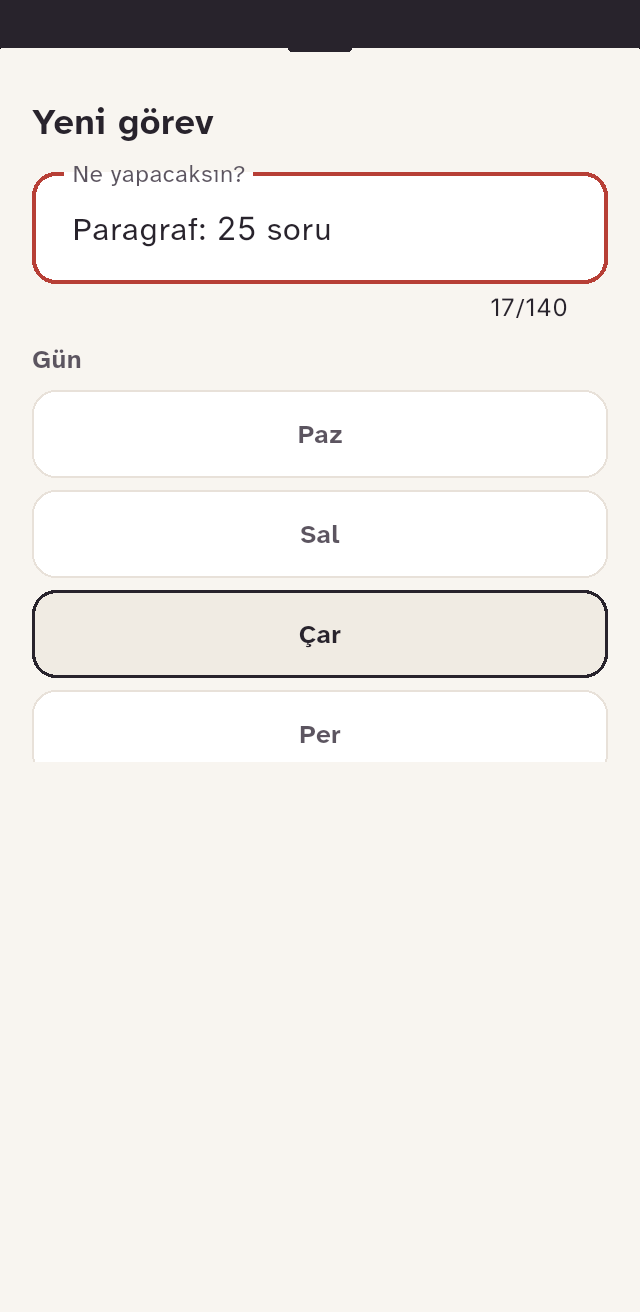 Yeni görev
Ne yapacaksın?
Paragraf: 25 soru
17/140
Gün
Paz
Sal
Çar
Per